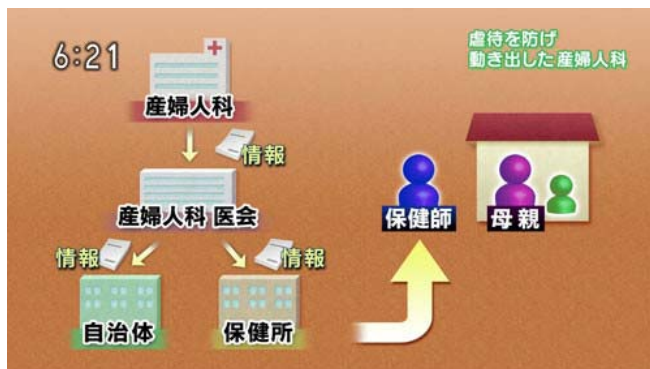 6:21
虐待を防げ
動き出した産婦人科
産婦人科
情報
産婦人科 医会
情報
情報
自治体
保健所
保健師
母親